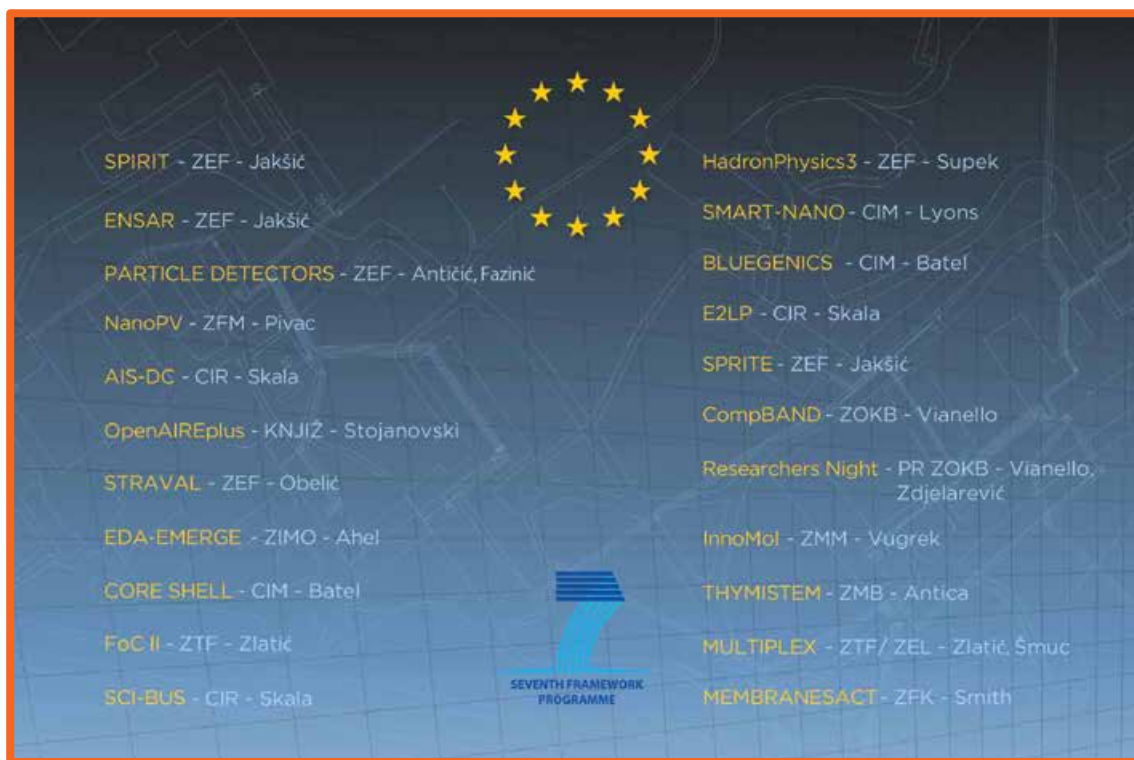 SPIRIT - ZEF - Jakšić
ENSAR - ZEF - Jakšić
PARTICLE DETECTORS - ZEF - Antičić, Fazinić
NanoPV - ZFM - Pivac
AIS-DC - CIR - Skala
OpenAIREplus - KNJIŽ - Stojanovski
STRAVAL - ZEF - Obelić
EDA-EMERGE - ZIMO - Ahel
CORE SHELL - CIM - Batel
FoC II - ZTF - Zlatić
SCI-BUS - CIR - Skala
SEVENTH FRAMEWORK
PROGRAMME
HadronPhysics3 - ZEF - Supek
SMART-NANO - CIM - Lyons
BLUEGENICS - CIM - Batel
E2LP - CIR - Skala
SPRITE - ZEF - Jakšić
CompBAND - ZOKB - Vianello
Researchers Night - PR ZOKB - Vianello,
Zdjelarević
InnoMol - ZMM - Vugrek
THYMISTEM - ZMB - Antica
MULTIPLEX - ZTF/ ZEL - Zlatić, Šmuc
MEMBRANESACT - ZFK - Smith